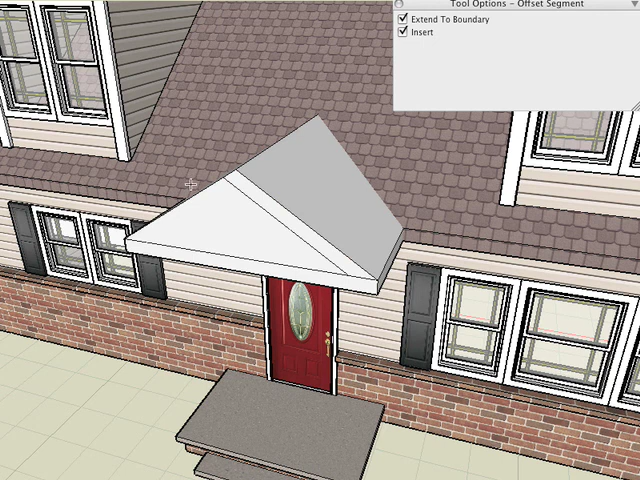 Tool Options - Offset Segment
Extend To Boundary
Insert